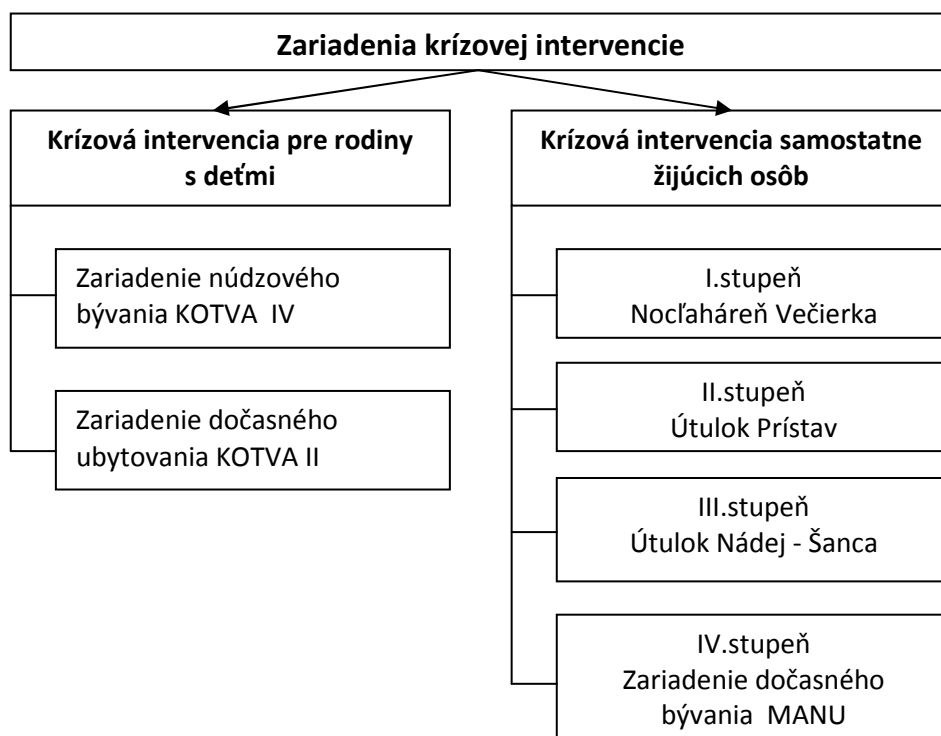 Zariadenia krízovej intervencie
Krízová intervencia pre rodiny
s deťmi
Zariadenie núdzového
bývania KOTVA  IV
Zariadenie dočasného
ubytovania KOTVA II
Krízová intervencia samostatne
žijúcich osôb
I.stupeň
Nocľaháreň Večierka
II.stupeň
Útulok Prístav
III.stupeň
Útulok Nádej - Šanca
IV.stupeň
Zariadenie dočasného
bývania  MANU